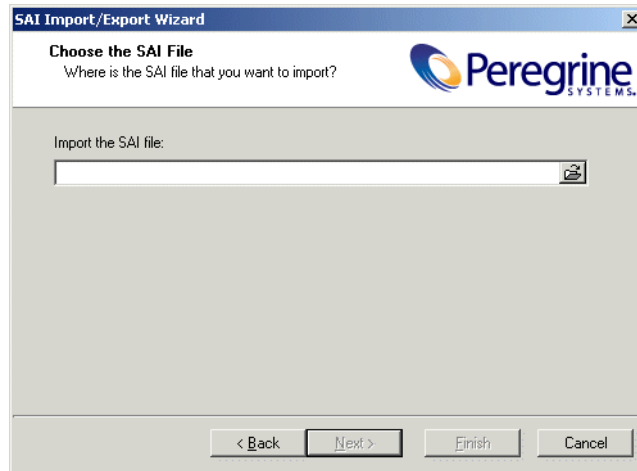 SAI Import/Export Wizard
Choose the SAI File
Where is the SAI file that you want to import?
Peregrine
SYSTEMS.
Import the SAI file:
< Back
Next >
Finish
Cancel